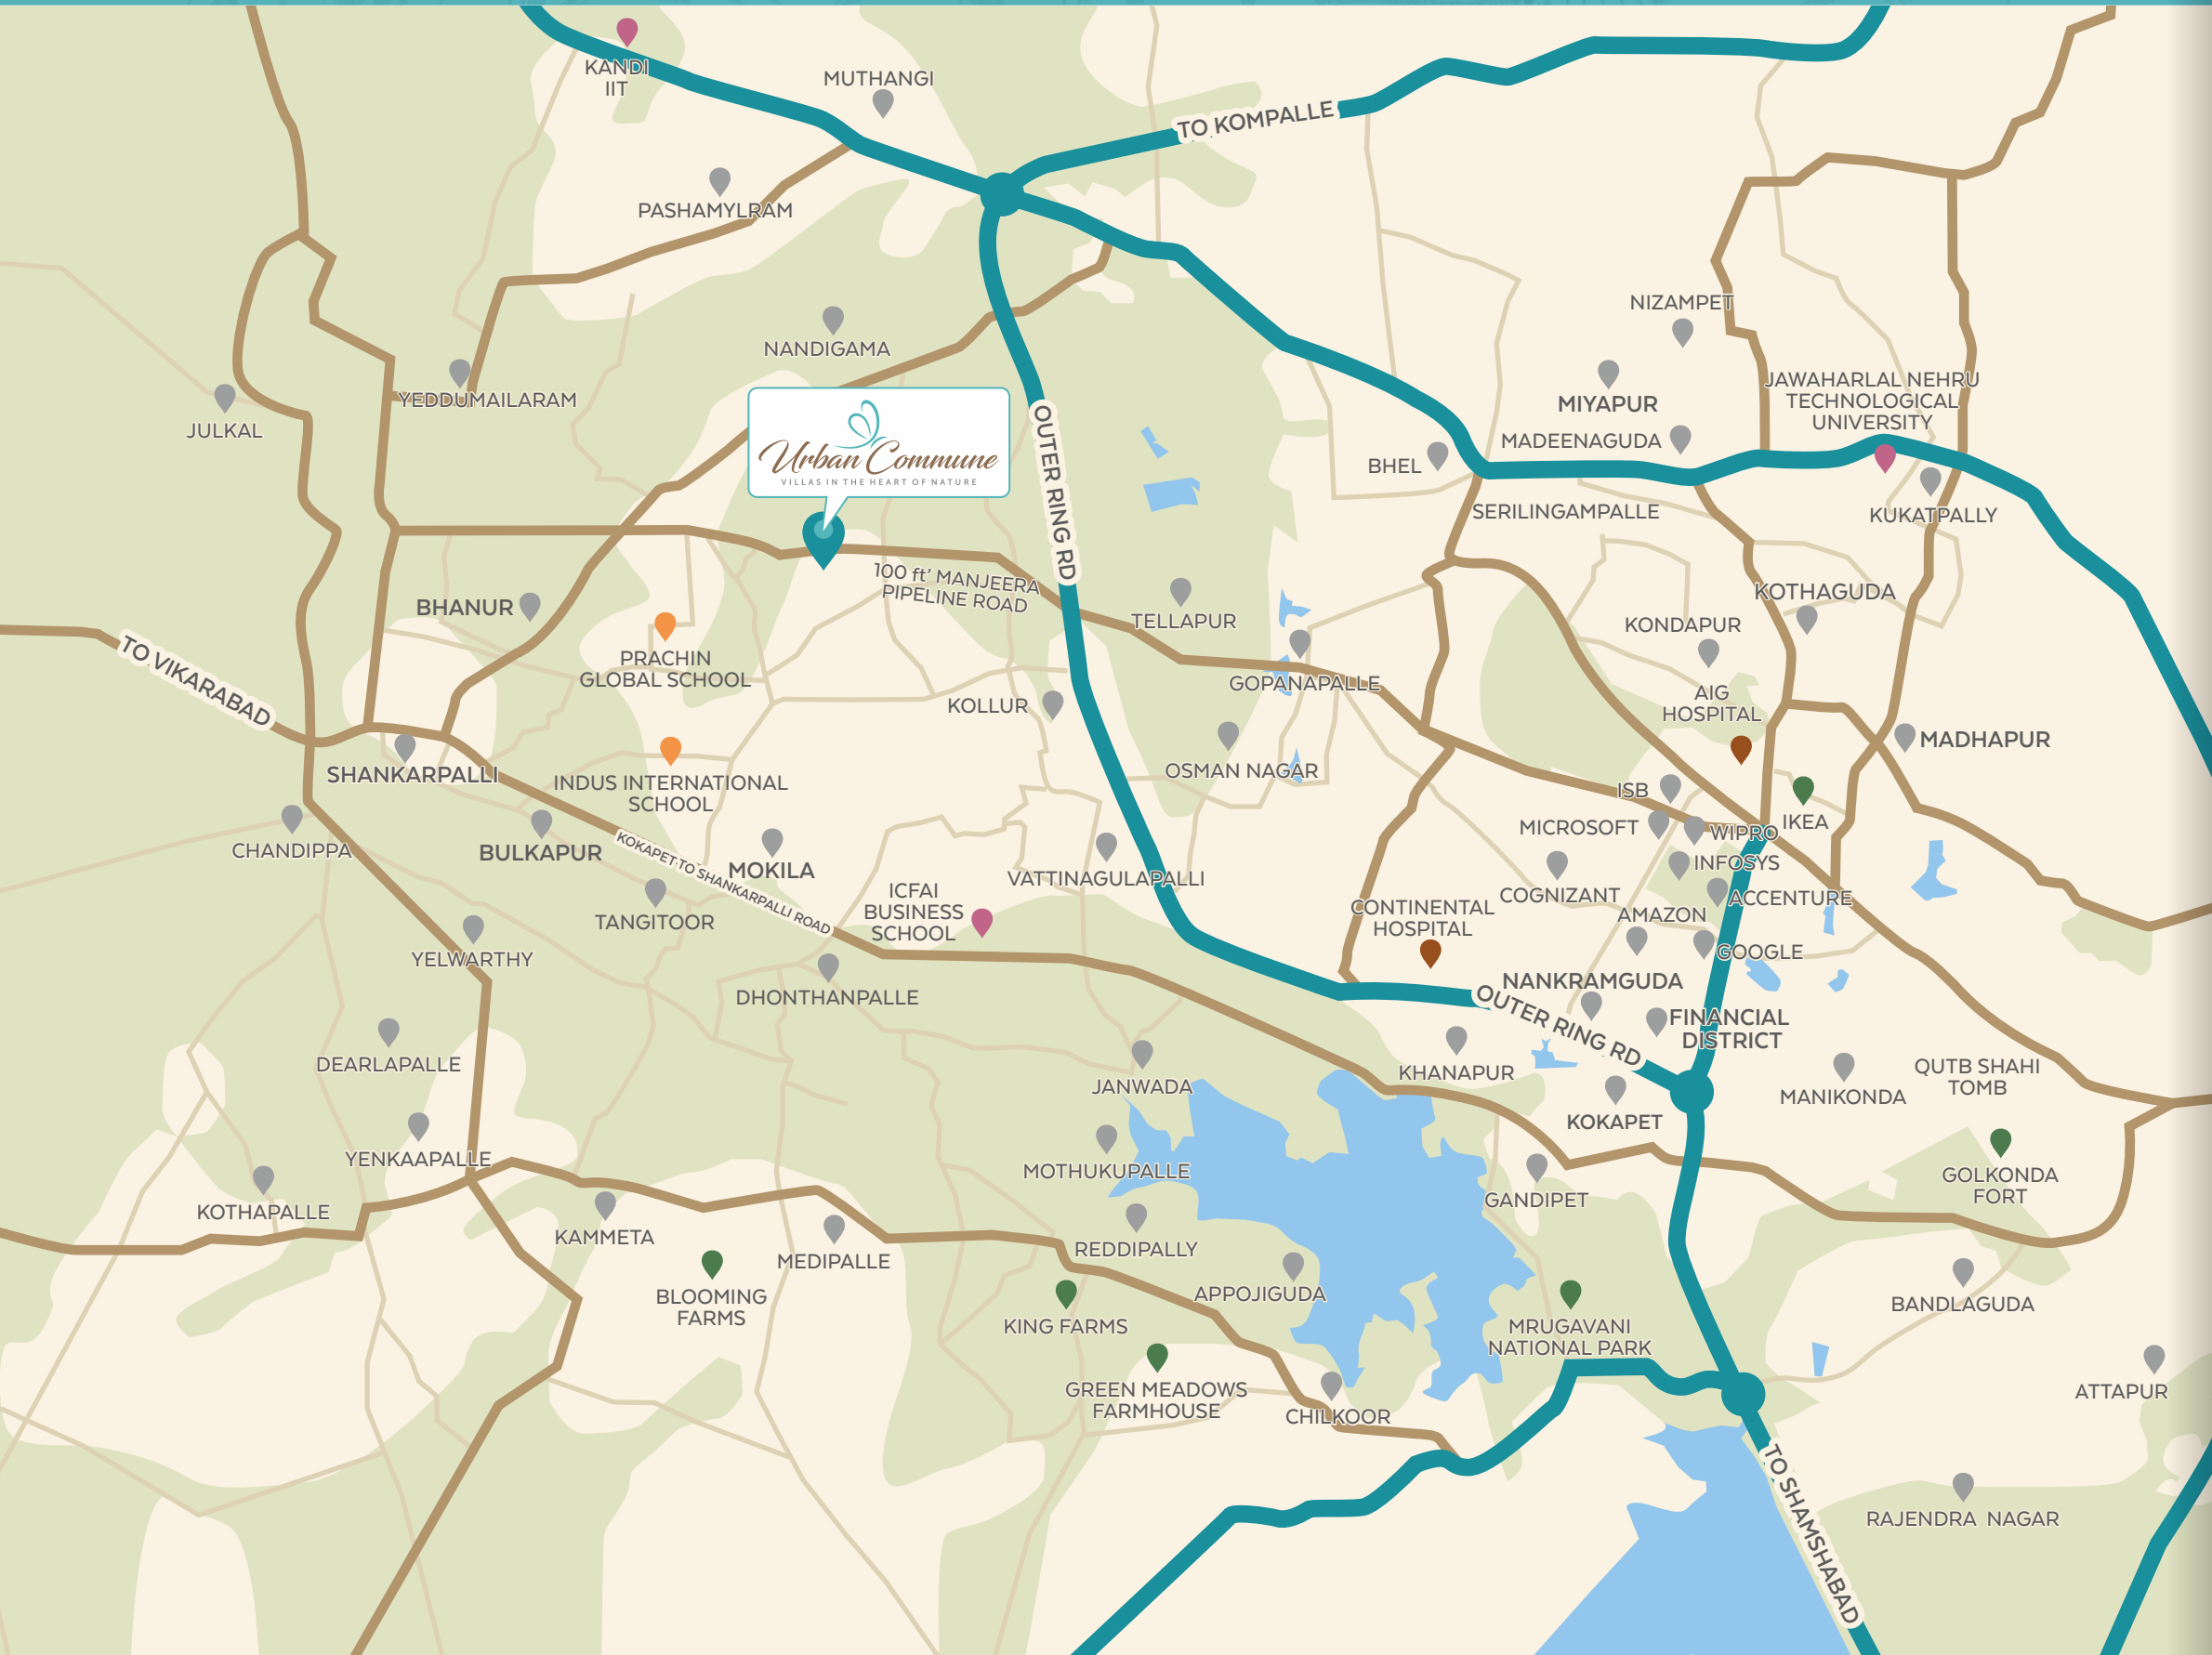 KANDI
IIT
MUTHANGI
TO KOMPALLE
PASHAMYLRAM
NIZAMPET
NANDIGAMA
YEDDUMAILARAM
JULKAL
MIYAPUR
JAWAHARLAL NEHRU
TECHNOLOGICAL
UNIVERSITY
MADEENAGUDA
BHEL
Urban Commune
VILLAS IN THE HEART OF NATURE
OUTER RING RD
SERILINGAMPALLE
KUKATPALLY
100 ft' MANJEERA
PIPELINE ROAD
BHANUR
TELLAPUR
KOTHAGUDA
KONDAPUR
TO VIKARABAD
PRACHIN
GLOBAL SCHOOL
GOPANAPALLE
KOLLUR
AIG
HOSPITAL
MADHAPUR
SHANKARPALLI
INDUS INTERNATIONAL
SCHOOL
OSMAN NAGAR
ISB
MICROSOFT
WIPRO
IKEA
CHANDIPPA
BULKAPUR
KOKAPET TO SHANKARPALLI ROAD
MOKILA
VATTINAGULAPALLI
INFOSYS
COGNIZANT
ACCENTURE
TANGITOOR
ICFAI
BUSINESS
SCHOOL
CONTINENTAL
HOSPITAL
AMAZON
GOOGLE
YELWARTHY
DHONTHANPALLE
NANKRAMGUDA
OUTER RING RD
FINANCIAL
DISTRICT
DEARLAPALLE
JANWADA
KHANAPUR
MANIKONDA
QUTB SHAHI
TOMB
KOKAPET
YENKAAPALLE
MOTHUKUPALLE
GOLKONDA
FORT
KOTHAPALLE
GANDIPET
KAMMETA
MEDIPALLE
REDDIPALLY
BLOOMING
FARMS
APPOJIGUDA
BANDLAGUDA
KING FARMS
MRUGAVANI
NATIONAL PARK
GREEN MEADOWS
FARMHOUSE
CHILKOOR
ATTAPUR
TO SHAMSHABAD
RAJENDRA NAGAR